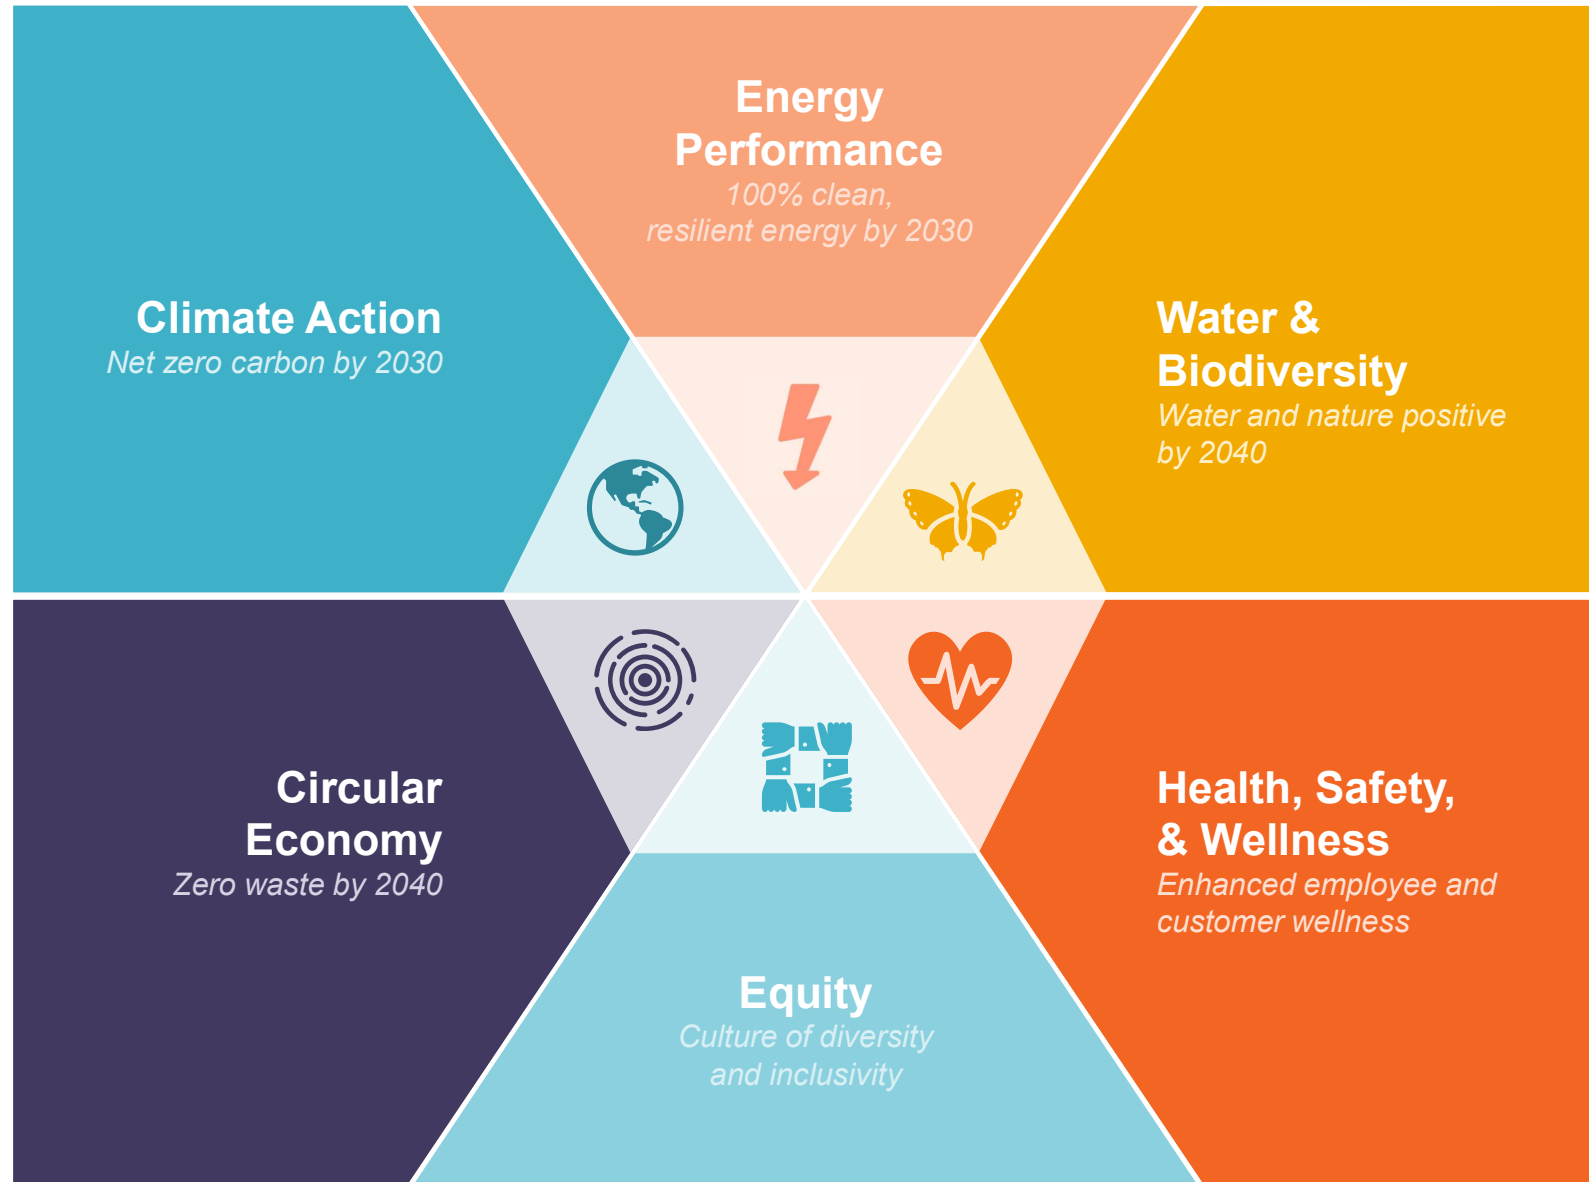 Energy
Performance
100% clean,
resilient energy by 2030
Climate Action
Net zero carbon by 2030
Water &
Biodiversity
Water and nature positive
by 2040
Circular
Economy
Zero waste by 2040
Health, Safety,
& Wellness
Enhanced employee and
customer wellness
Equity
Culture of diversity
and inclusivity